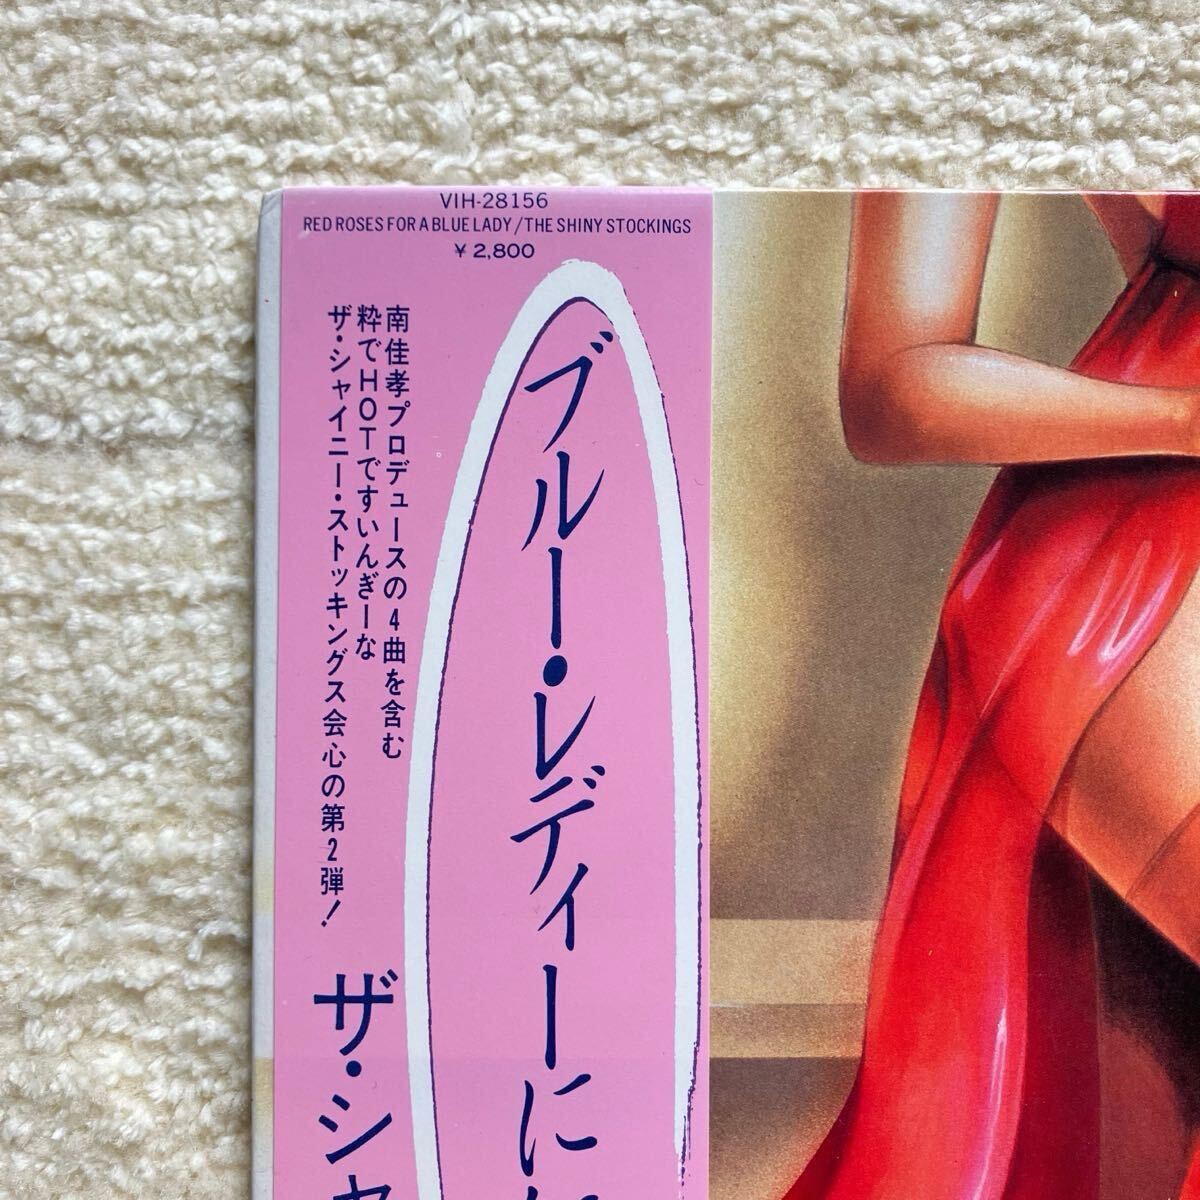 VIH-28156
RED ROSES FOR A BLUE LADY/THE SHINY STOCKINGS
¥2,800
南佳孝プロデュースの4曲を含む
粋でHOTですいんぎーな
ザ・シャイニー・ストッキングス会心の第2弾!
ブルー・レディーに
ザ・シャ